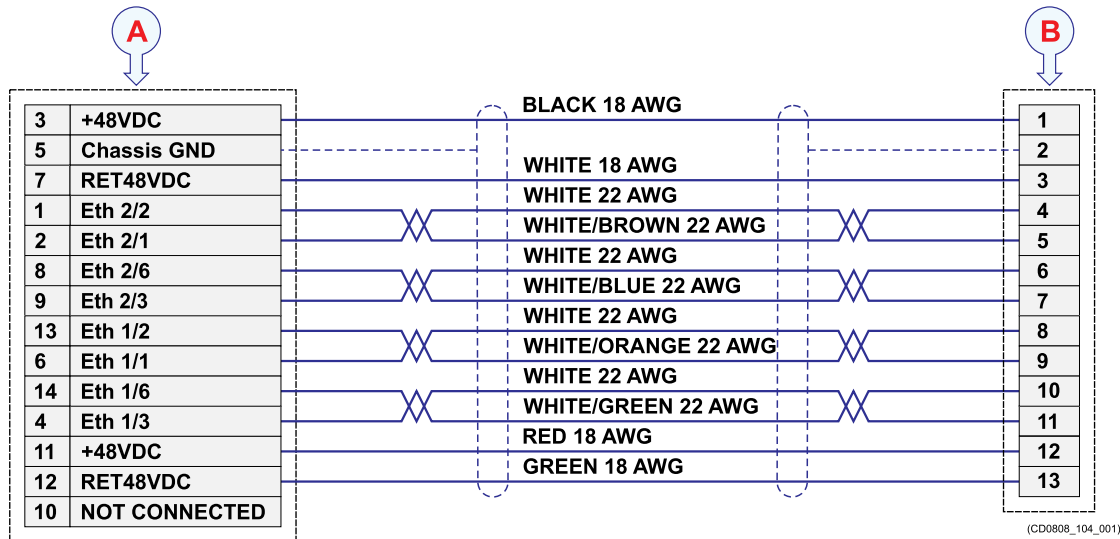 A
B
BLACK 18 AWG
3 +48VDC 1
5 Chassis GND 2
WHITE 18 AWG
7 RET48VDC 3
WHITE 22 AWG
1 Eth 2/2 4
WHITE/BROWN 22 AWG
2 Eth 2/1 5
WHITE 22 AWG
8 Eth 2/6 6
WHITE/BLUE 22 AWG
9 Eth 2/3 7
WHITE 22 AWG
13 Eth 1/2 8
WHITE/ORANGE 22 AWG
6 Eth 1/1 9
WHITE 22 AWG
14 Eth 1/6 10
WHITE/GREEN 22 AWG
4 Eth 1/3 11
RED 18 AWG
11 +48VDC 12
GREEN 18 AWG
12 RET48VDC 13
10 NOT CONNECTED
(CD0808_104_001)